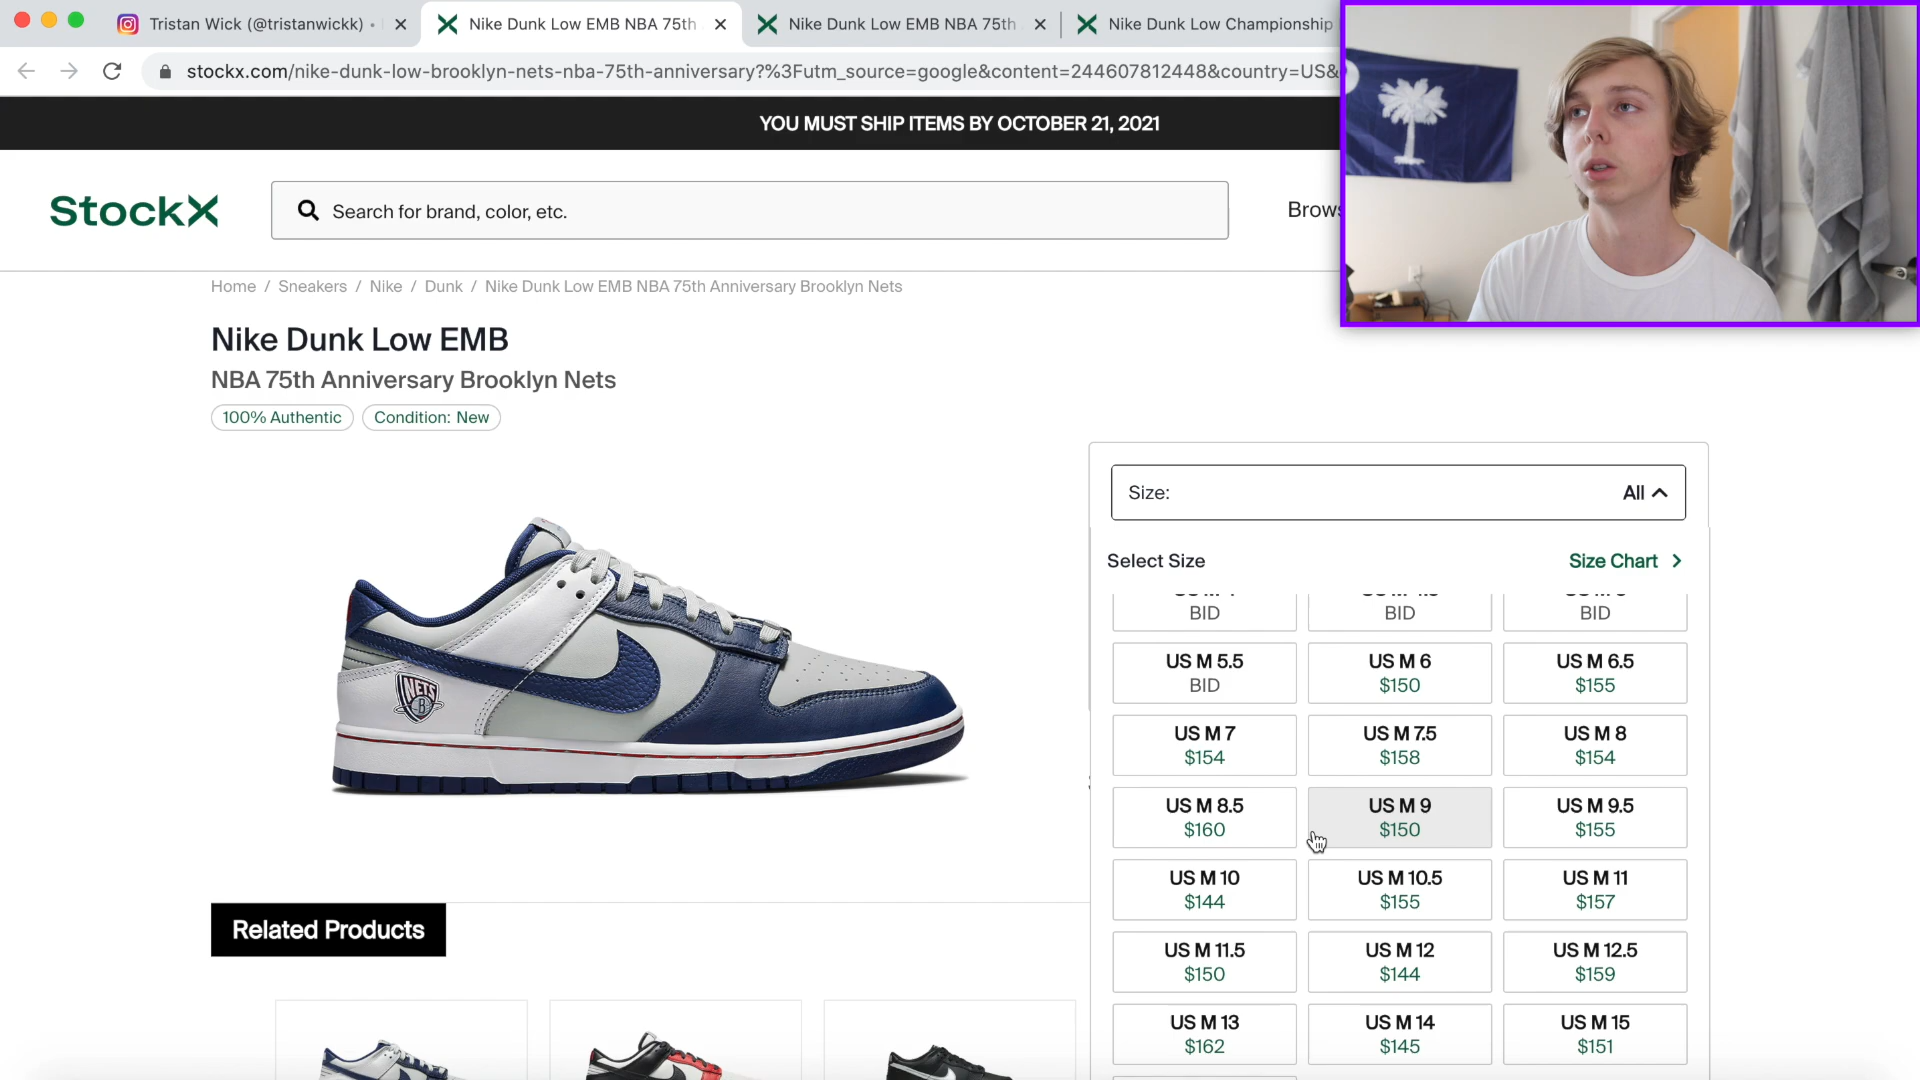 Tristan Wick (@tristanwickk) •
Nike Dunk Low EMB NBA 75th
Nike Dunk Low EMB NBA 75th
Nike Dunk Low Championship
stockx.com/nike-dunk-low-brooklyn-nets-nba-75th-anniversary?%3Futm_source=google&content=244607812448&country=US&
YOU MUST SHIP ITEMS BY OCTOBER 21, 2021
StockX
Search for brand, color, etc.
Home / Sneakers / Nike / Dunk / Nike Dunk Low EMB NBA 75th Anniversary Brooklyn Nets
Nike Dunk Low EMB
NBA 75th Anniversary Brooklyn Nets
100% Authentic
Condition: New
Size: All
Select Size
Size Chart
BID BID BID
US M 5.5 US M 6 US M 6.5
BID $150 $155
US M 7 US M 7.5 US M 8
$154 $158 $154
US M 8.5 US M 9 US M 9.5
$160 $150 $155
US M 10 US M 10.5 US M 11
$144 $155 $157
US M 11.5 US M 12 US M 12.5
$150 $144 $159
US M 13 US M 14 US M 15
$162 $145 $151
NETS
B
Related Products